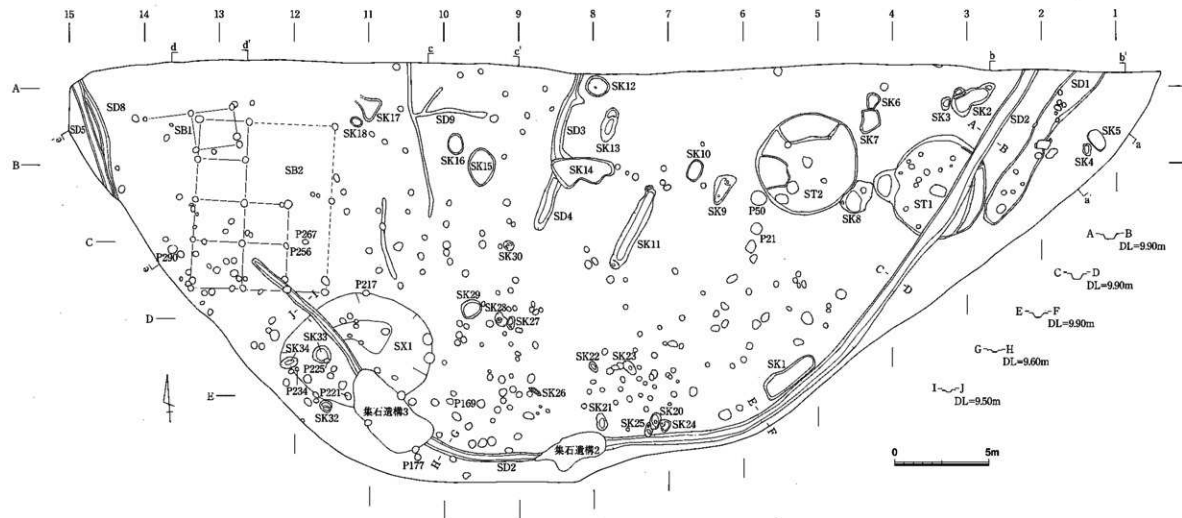 15 14 13 12 11 10 9 8 7 6 5 4 3 2 1
d d' c c' b b'
A
SD5
SD8
SB1
SK17
SK18
SD9
SD3
SK12
SK13
SK6
SK7
SK3
SK2
SD1
SD2
A
B
SK5
SK4
a
a
B
SB2
SK16
SK15
SK14
SK10
SK9
ST2
SK8
ST1
P50
SD4
SK11
P21
C
P267
P256
P290
e
e'
SK30
A B
DL=9.90m
C
D
C D
DL=9.90m
P217
I
J
SK29
SK28
SK27
D
SX1
E F
DL=9.90m
SK33
SK34
P225
P234
P221
SK32
SK22
SK23
SK1
G H
DL=9.60m
E
集石遺構3
P169
SK26
SK21
SK20
SK25
SK24
E
F
I J
DL=9.50m
G
H
P177
SD2
集石遺構2
0 5m